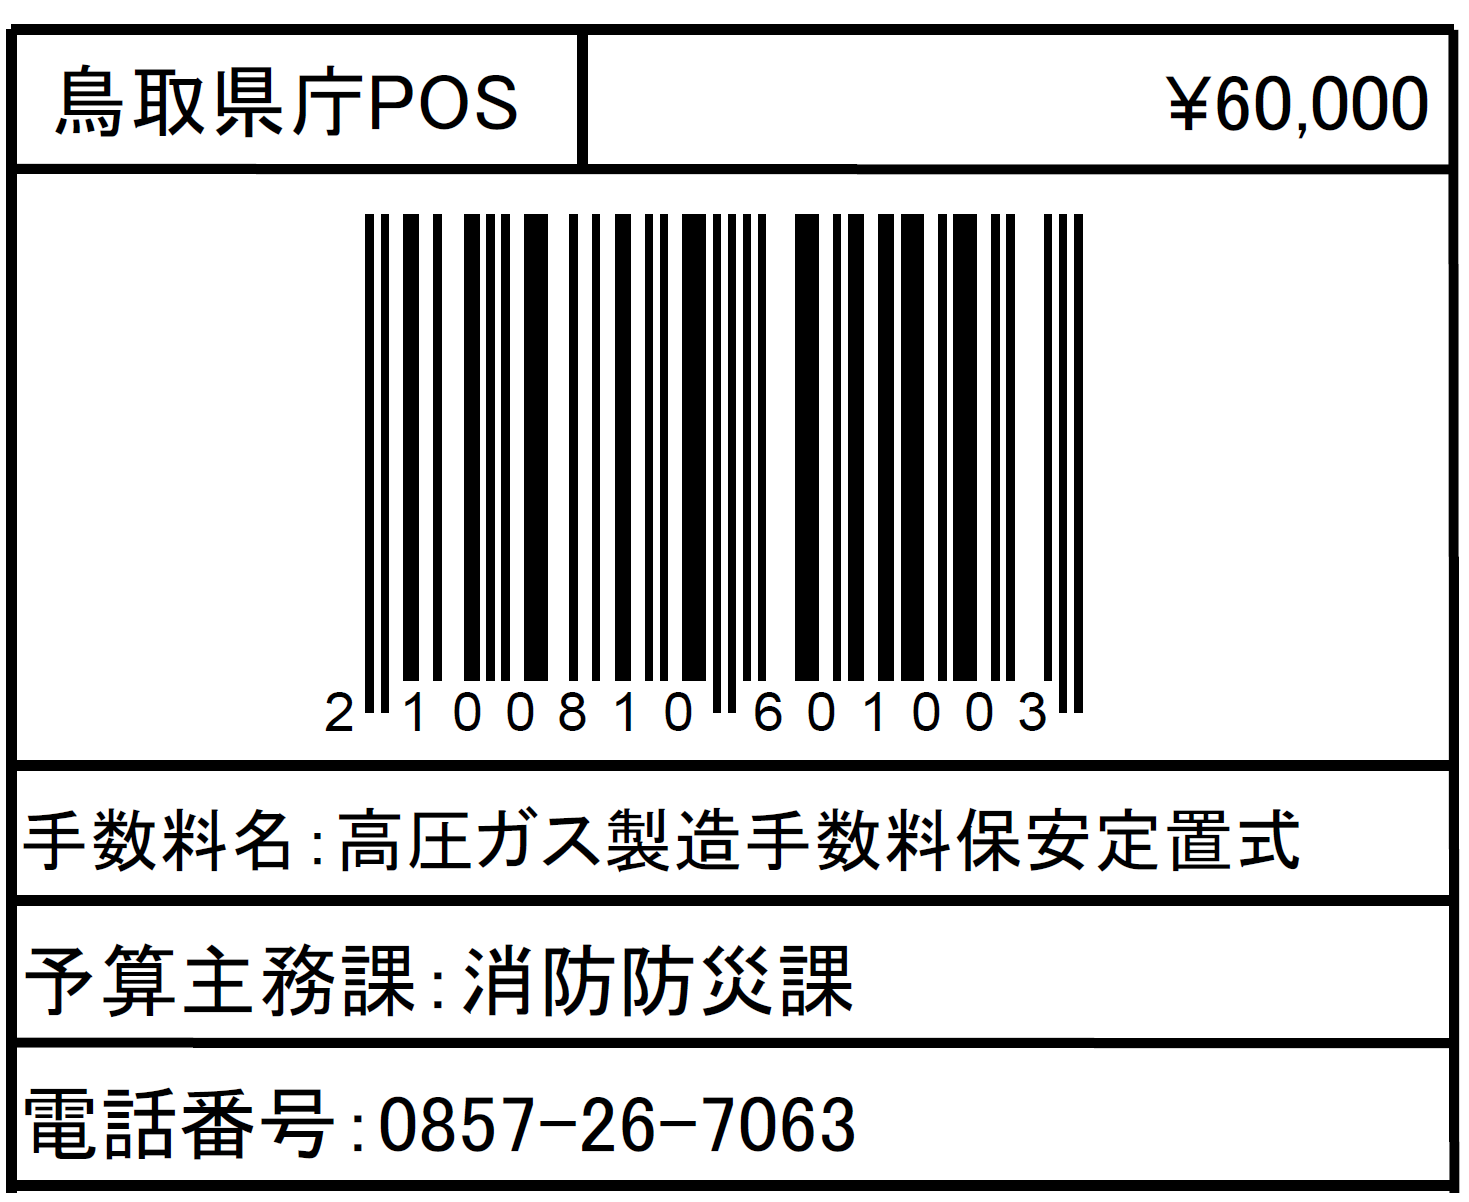 鳥取県庁POS ¥60,000
2 100810 601003
手数料名:高圧ガス製造手数料保安定置式
予算主務課:消防防災課
電話番号:0857-26-7063